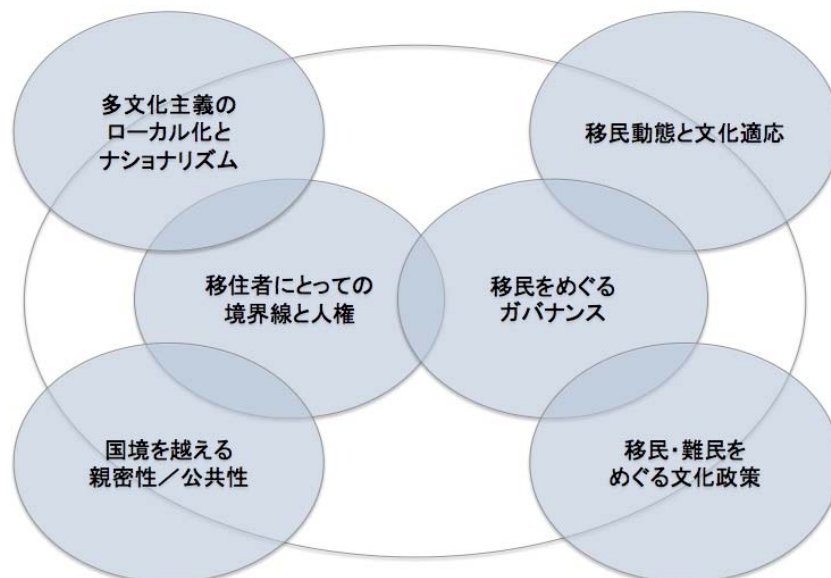 多文化主義の
ローカル化と
ナショナリズム
移民動態と文化適応
移住者にとっての
境界線と人権
移民をめぐる
ガバナンス
国境を越える
親密性／公共性
移民・難民を
めぐる文化政策